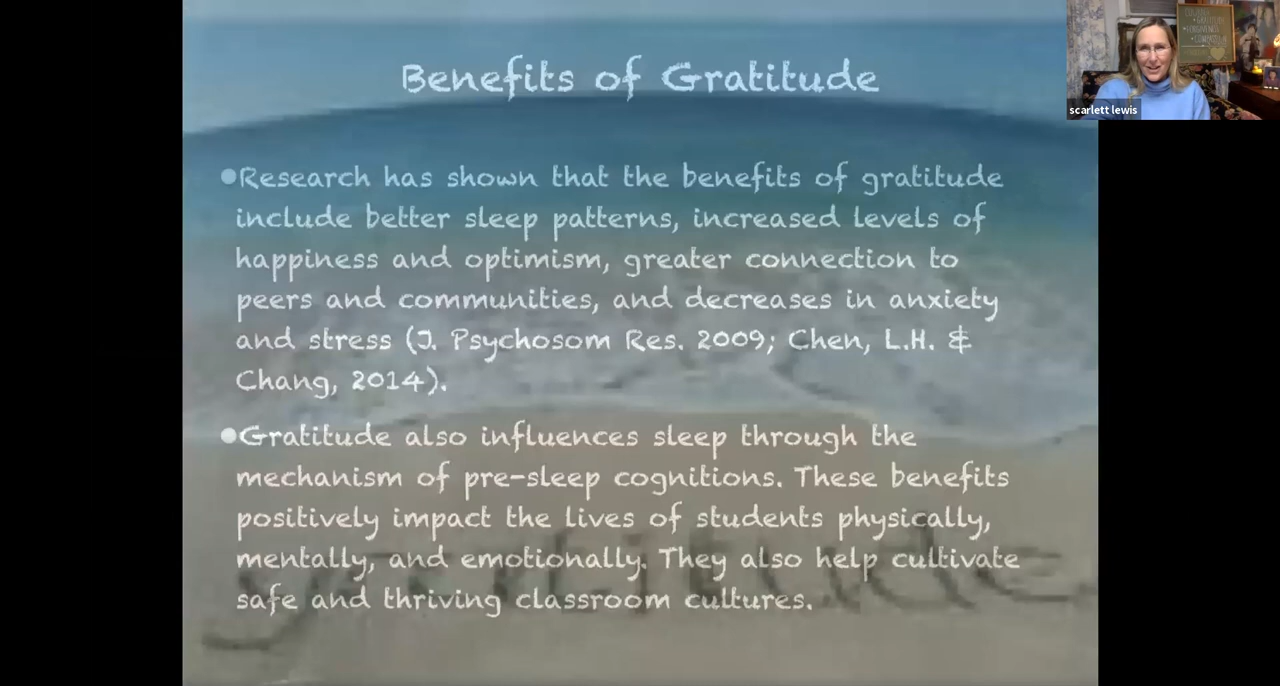 Benefits of Gratitude
•Research has shown that the benefits of gratitude
include better sleep patterns, increased levels of
happiness and optimism, greater connection to
peers and communities, and decreases in anxiety
and stress (J. Psychosom Res. 2009; Chen, L.H. &
Chang, 2014).
•Gratitude also influences sleep through the
mechanism of pre-sleep cognitions. These benefits
positively impact the lives of students physically,
mentally, and emotionally. They also help cultivate
safe and thriving classroom cultures.
gratitude
scarlett lewis
GRATITUDE
FORGIVENESS